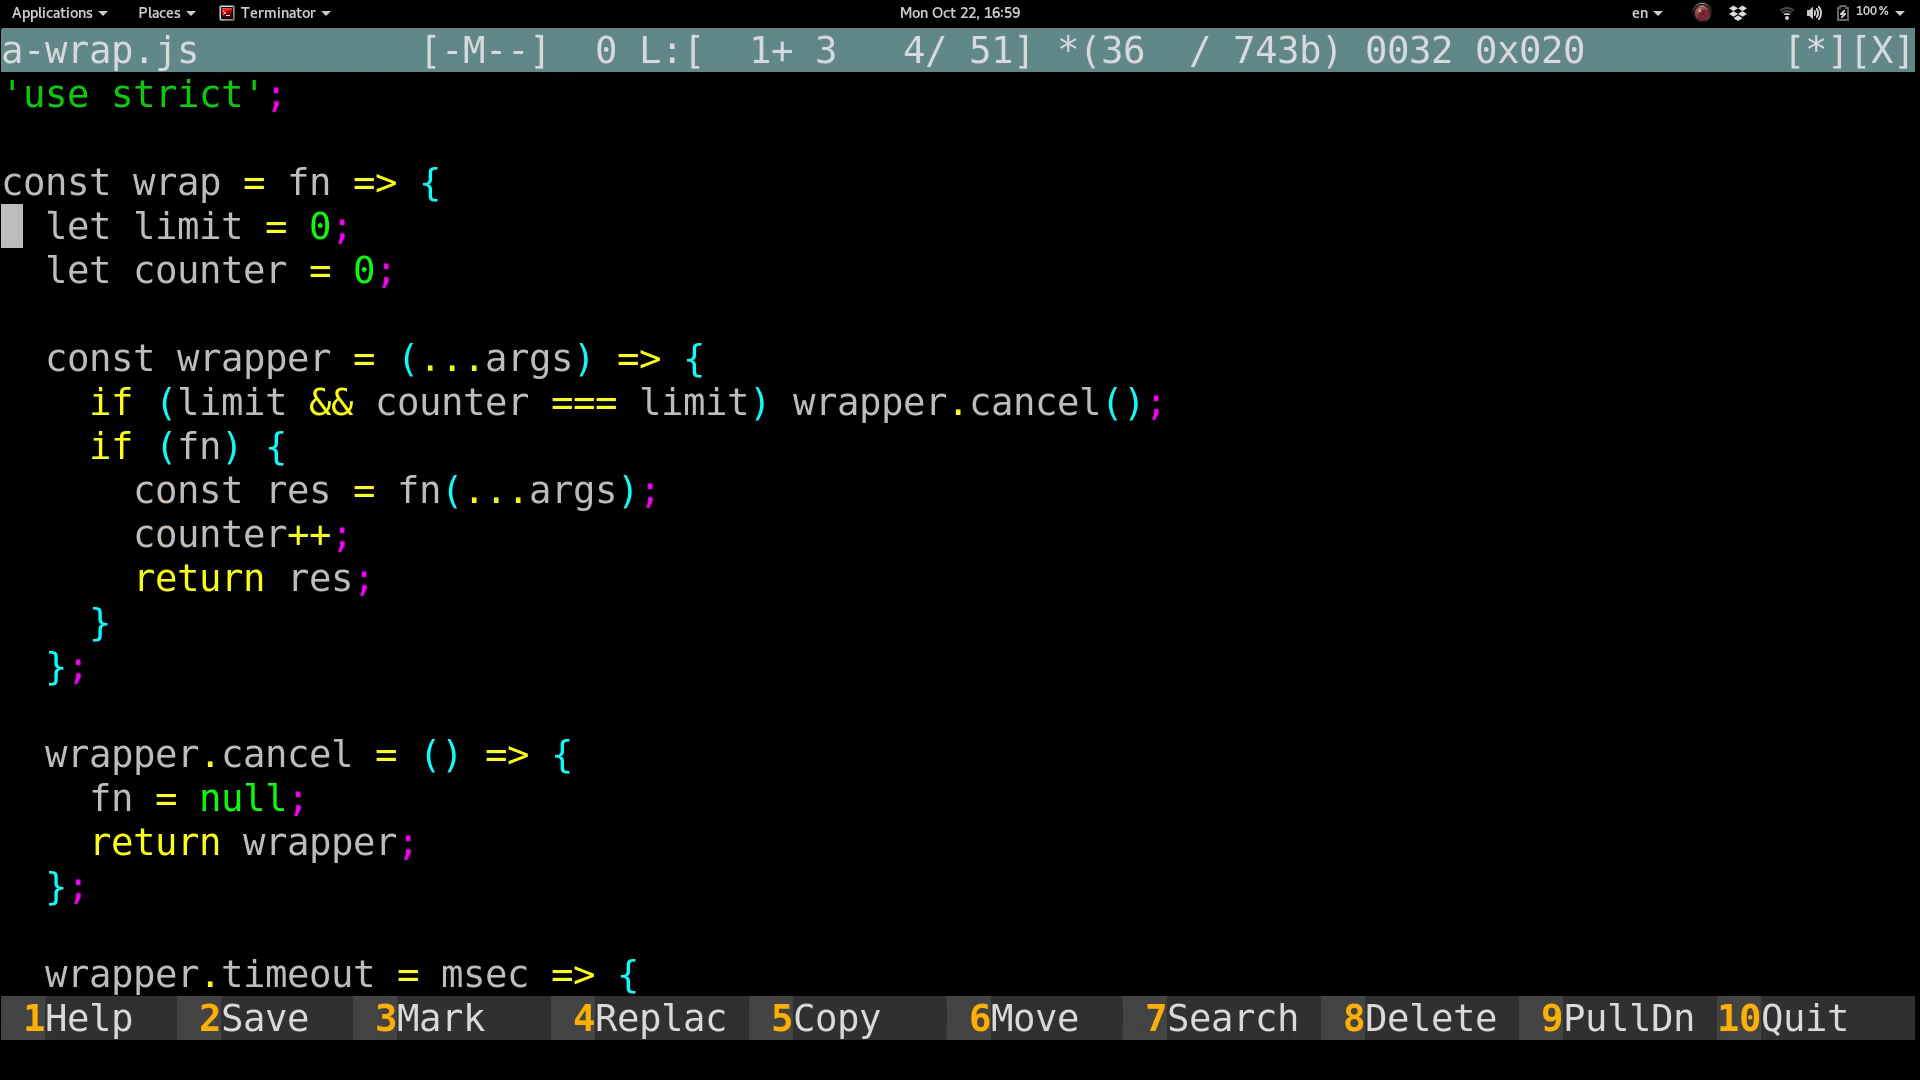 Applications Places Terminator Mon Oct 22, 16:59 en 100%
a-wrap.js [-M--] 0 L:[ 1+ 3 4/ 51] *(36 / 743b) 0032 0x020 [*][X]
'use strict';
const wrap = fn => {
  let limit = 0;
  let counter = 0;
  const wrapper = (...args) => {
    if (limit && counter === limit) wrapper.cancel();
    if (fn) {
      const res = fn(...args);
      counter++;
      return res;
    }
  };
  wrapper.cancel = () => {
    fn = null;
    return wrapper;
  };
  wrapper.timeout = msec => {
1Help 2Save 3Mark 4Replac 5Copy 6Move 7Search 8Delete 9PullDn 10Quit